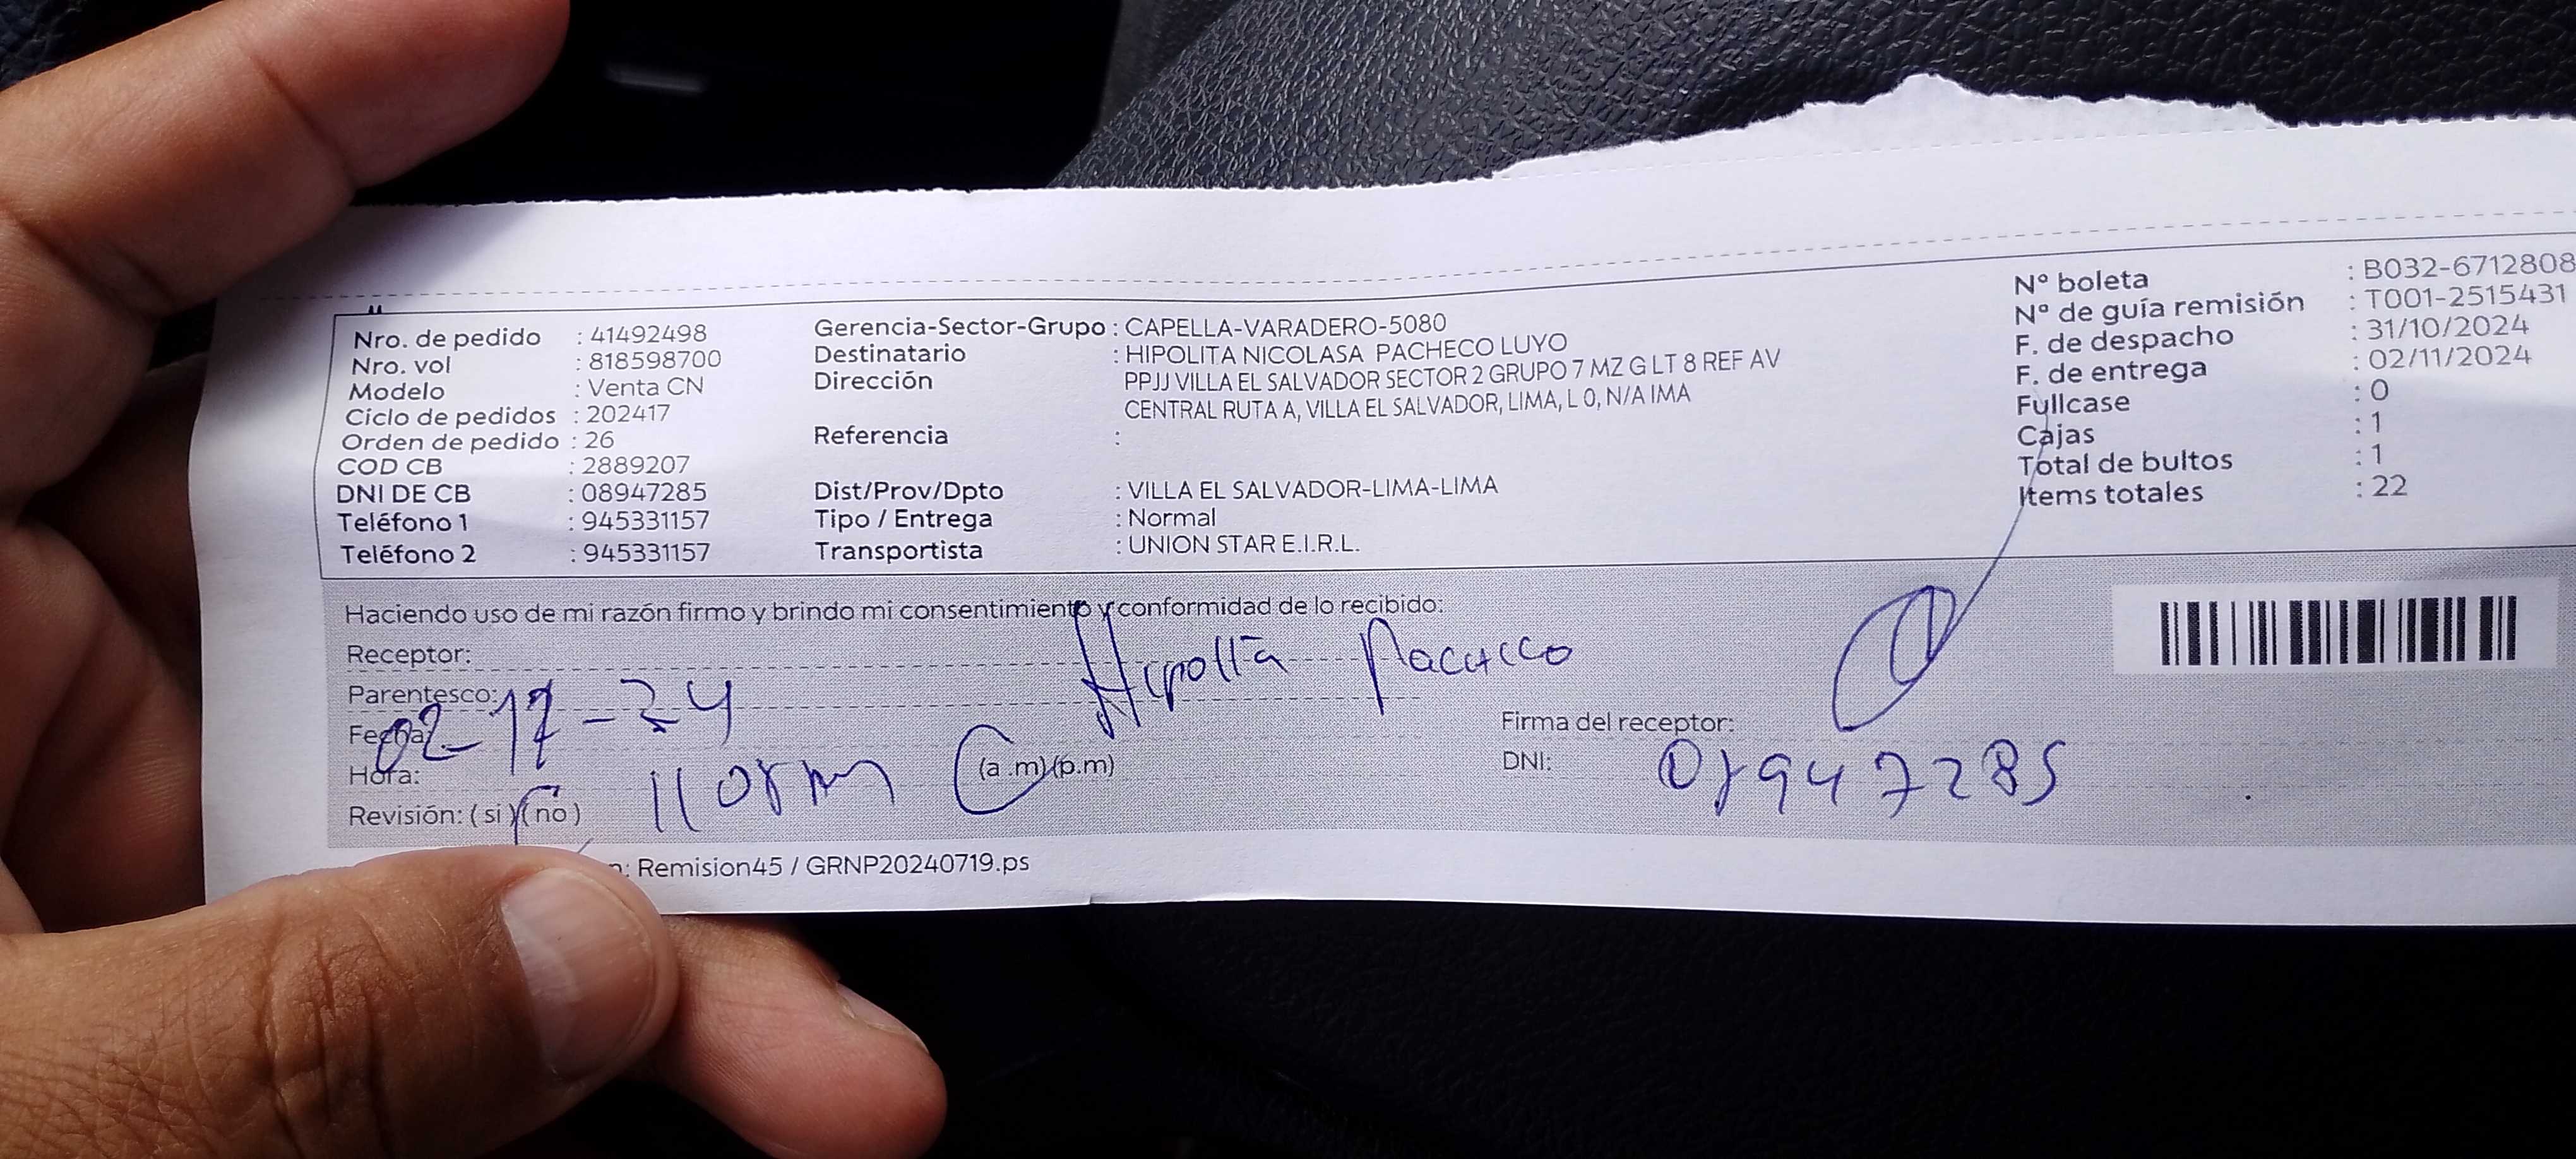 Nro. de pedido : 41492498
Nro. vol : 818598700
Modelo : Venta CN
Ciclo de pedidos : 202417
Orden de pedido : 26
COD CB : 2889207
DNI DE CB : 08947285
Teléfono 1 : 945331157
Teléfono 2 : 945331157
Gerencia-Sector-Grupo : CAPELLA-VARADERO-5080
Destinatario : HIPOLITA NICOLASA PACHECO LUYO
Dirección PPJJ VILLA EL SALVADOR SECTOR 2 GRUPO 7 MZ G LT 8 REF AV
CENTRAL RUTA A, VILLA EL SALVADOR, LIMA, L 0, N/A IMA
Referencia :
Dist/Prov/Dpto : VILLA EL SALVADOR-LIMA-LIMA
Tipo / Entrega : Normal
Transportista : UNION STAR E.I.R.L.
N° boleta : B032-6712808
N° de guía remisión : T001-2515431
F. de despacho : 31/10/2024
F. de entrega : 02/11/2024
Fullcase : 0
Cajas : 1
Total de bultos : 1
Items totales : 22
Haciendo uso de mi razón firmo y brindo mi consentimiento y conformidad de lo recibido:
Receptor: Hipolita Pacheco
Parentesco:
Fecha:
Hora: (a .m)(p.m)
Revisión: ( si )(no )
Firma del receptor:
DNI: 08947285
Remision45 / GRNP20240719.ps